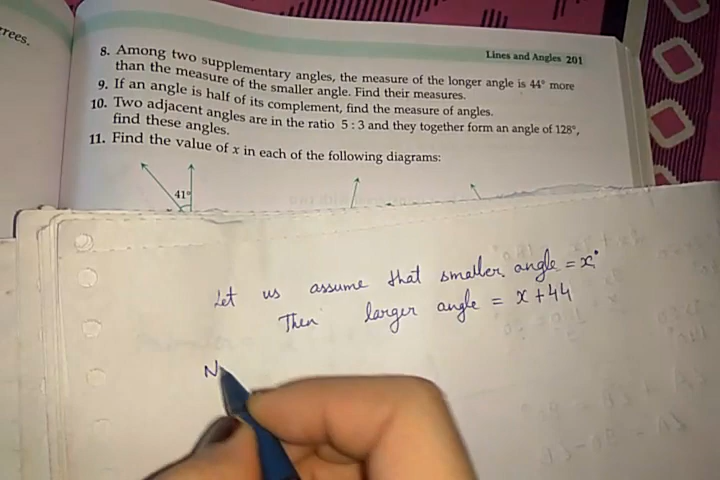 rees.
Lines and Angles 201
8. Among two supplementary angles, the measure of the longer angle is 44° more
than the measure of the smaller angle. Find their measures.
9. If an angle is half of its complement, find the measure of angles.
10. Two adjacent angles are in the ratio 5 : 3 and they together form an angle of 128°,
find these angles.
11. Find the value of x in each of the following diagrams:
41°
Let us assume that smaller angle = x°
Then larger angle = x + 44
N